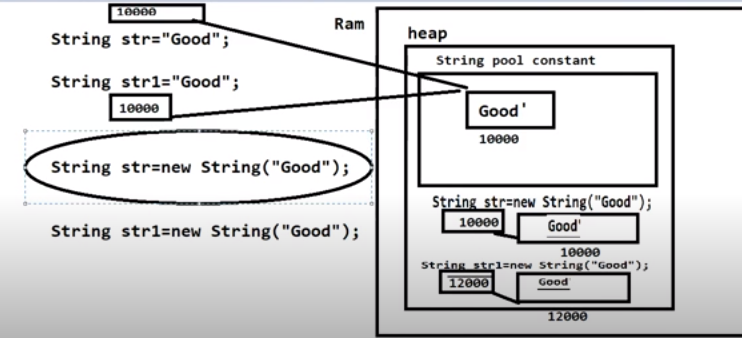 10000
String str="Good";
String str1="Good";
10000
String str=new String("Good");
String str1=new String("Good");
Ram
heap
String pool constant
Good'
10000
String str=new String("Good");
10000
Good'
10000
String str1=new String("Good");
12000
Good
12000